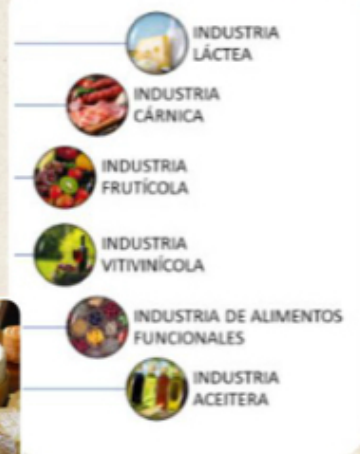 INDUSTRIA
LÁCTEA
INDUSTRIA
CÁRNICA
INDUSTRIA
FRUTÍCOLA
INDUSTRIA
VITIVINÍCOLA
INDUSTRIA DE ALIMENTOS
FUNCIONALES
INDUSTRIA
ACEITERA